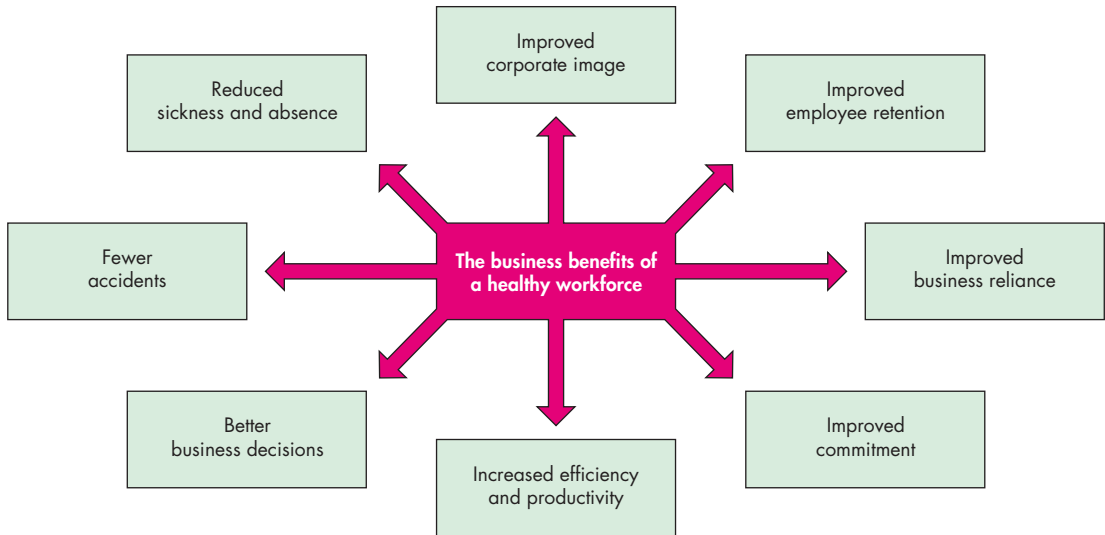 Improved
corporate image
Reduced
sickness and absence
Improved
employee retention
Fewer
accidents
The business benefits of
a healthy workforce
Improved
business reliance
Better
business decisions
Increased efficiency
and productivity
Improved
commitment